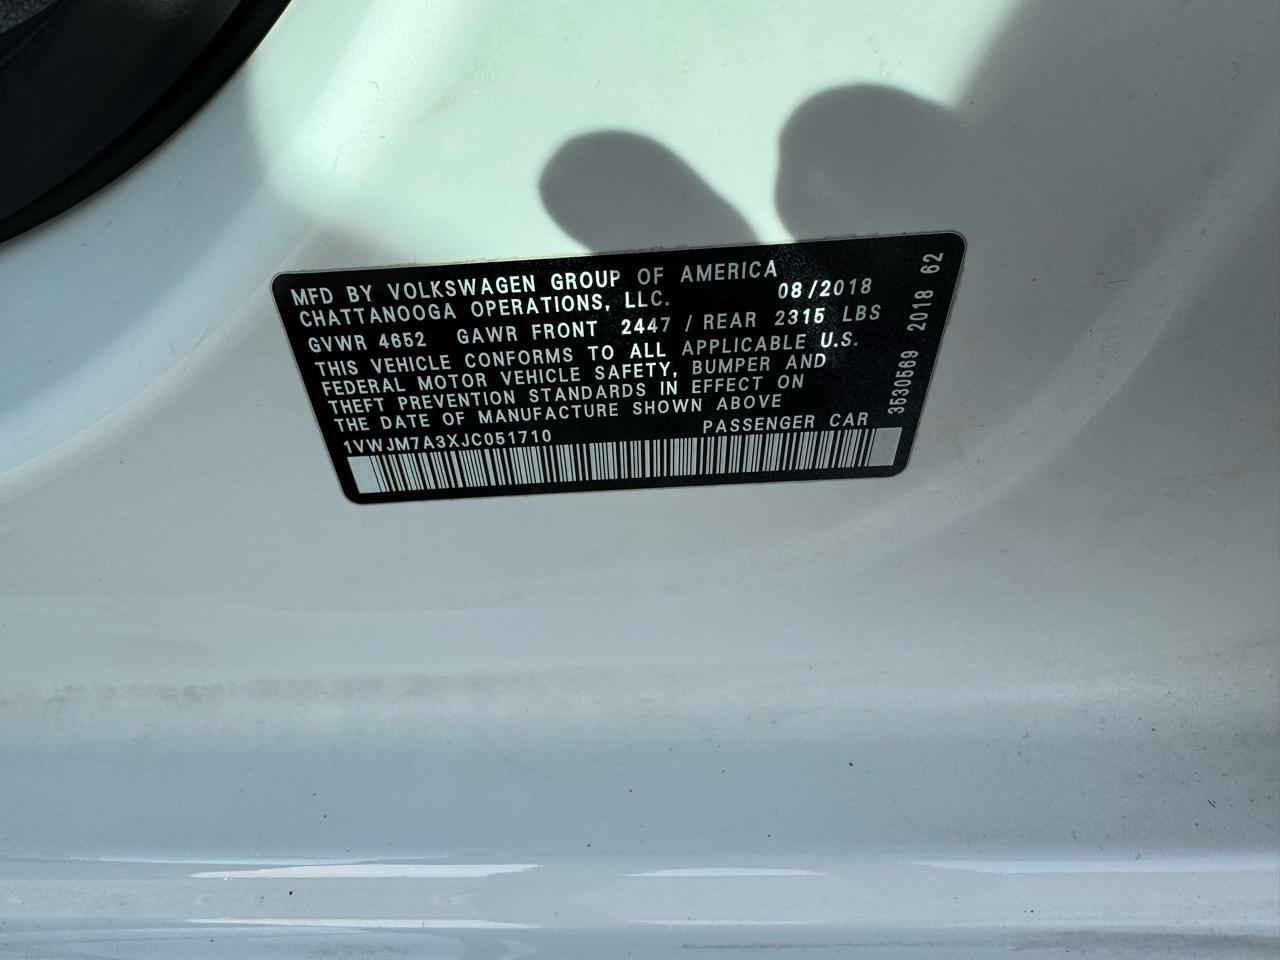 MFD BY VOLKSWAGEN GROUP OF AMERICA
CHATTANOOGA OPERATIONS, LLC. 08/2018
GVWR 4652 GAWR FRONT 2447 / REAR 2315 LBS
THIS VEHICLE CONFORMS TO ALL APPLICABLE U.S.
FEDERAL MOTOR VEHICLE SAFETY, BUMPER AND
THEFT PREVENTION STANDARDS IN EFFECT ON
THE DATE OF MANUFACTURE SHOWN ABOVE
1VWJM7A3XJC051710 PASSENGER CAR
3530569 2018 62